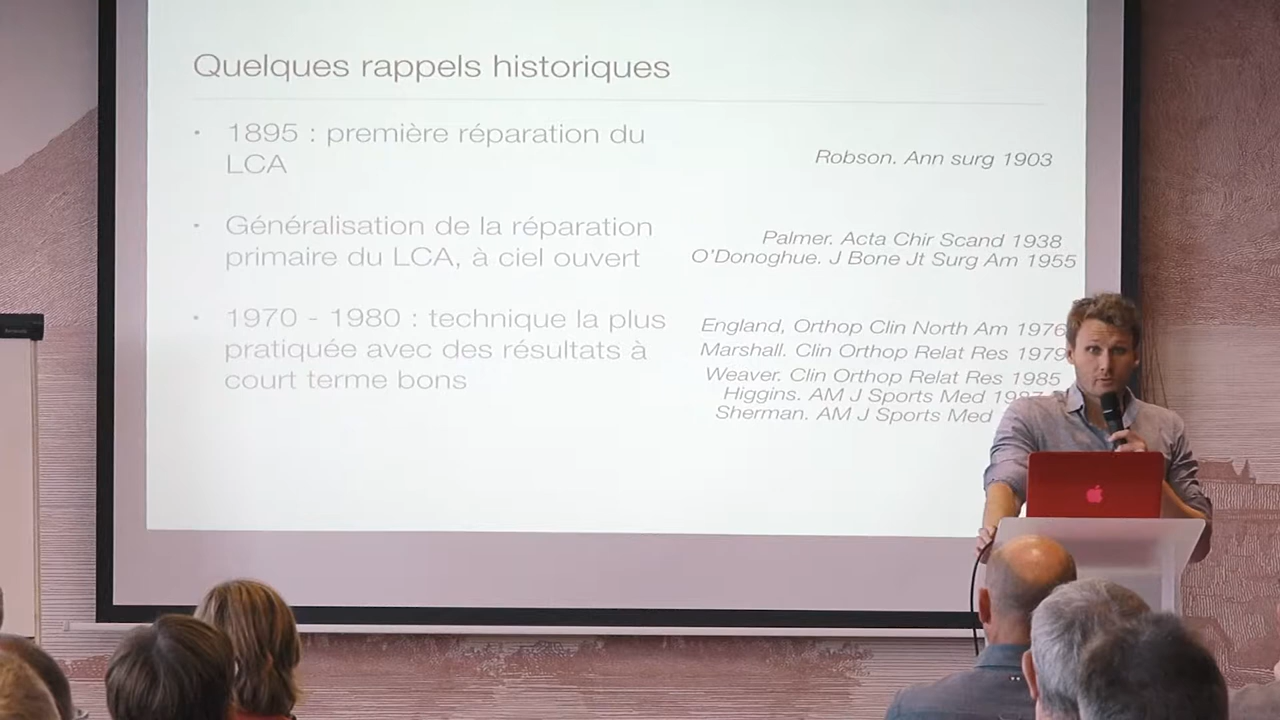 Quelques rappels historiques
• 1895 : première réparation du
LCA
Robson. Ann surg 1903
• Généralisation de la réparation
primaire du LCA, à ciel ouvert
Palmer. Acta Chir Scand 1938
O'Donoghue. J Bone Jt Surg Am 1955
• 1970 - 1980 : technique la plus
pratiquée avec des résultats à
court terme bons
England, Orthop Clin North Am 1976
Marshall. Clin Orthop Relat Res 1979
Weaver. Clin Orthop Relat Res 1985
Higgins. AM J Sports Med 1987
Sherman. AM J Sports Med